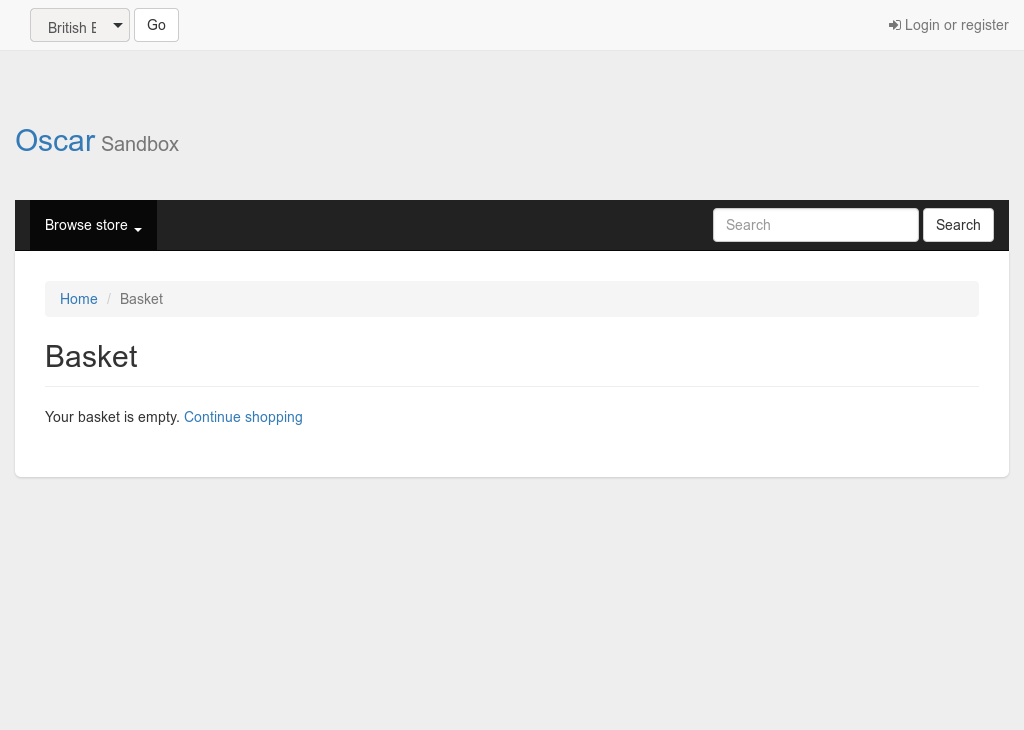 British E
Go
Login or register
Oscar Sandbox
Browse store
Search
Search
Home / Basket
Basket
Your basket is empty. Continue shopping